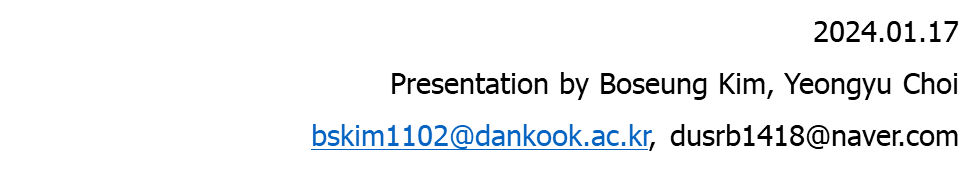 2024.01.17
Presentation by Boseung Kim, Yeongyu Choi
bskim1102@dankook.ac.kr, dusrb1418@naver.com